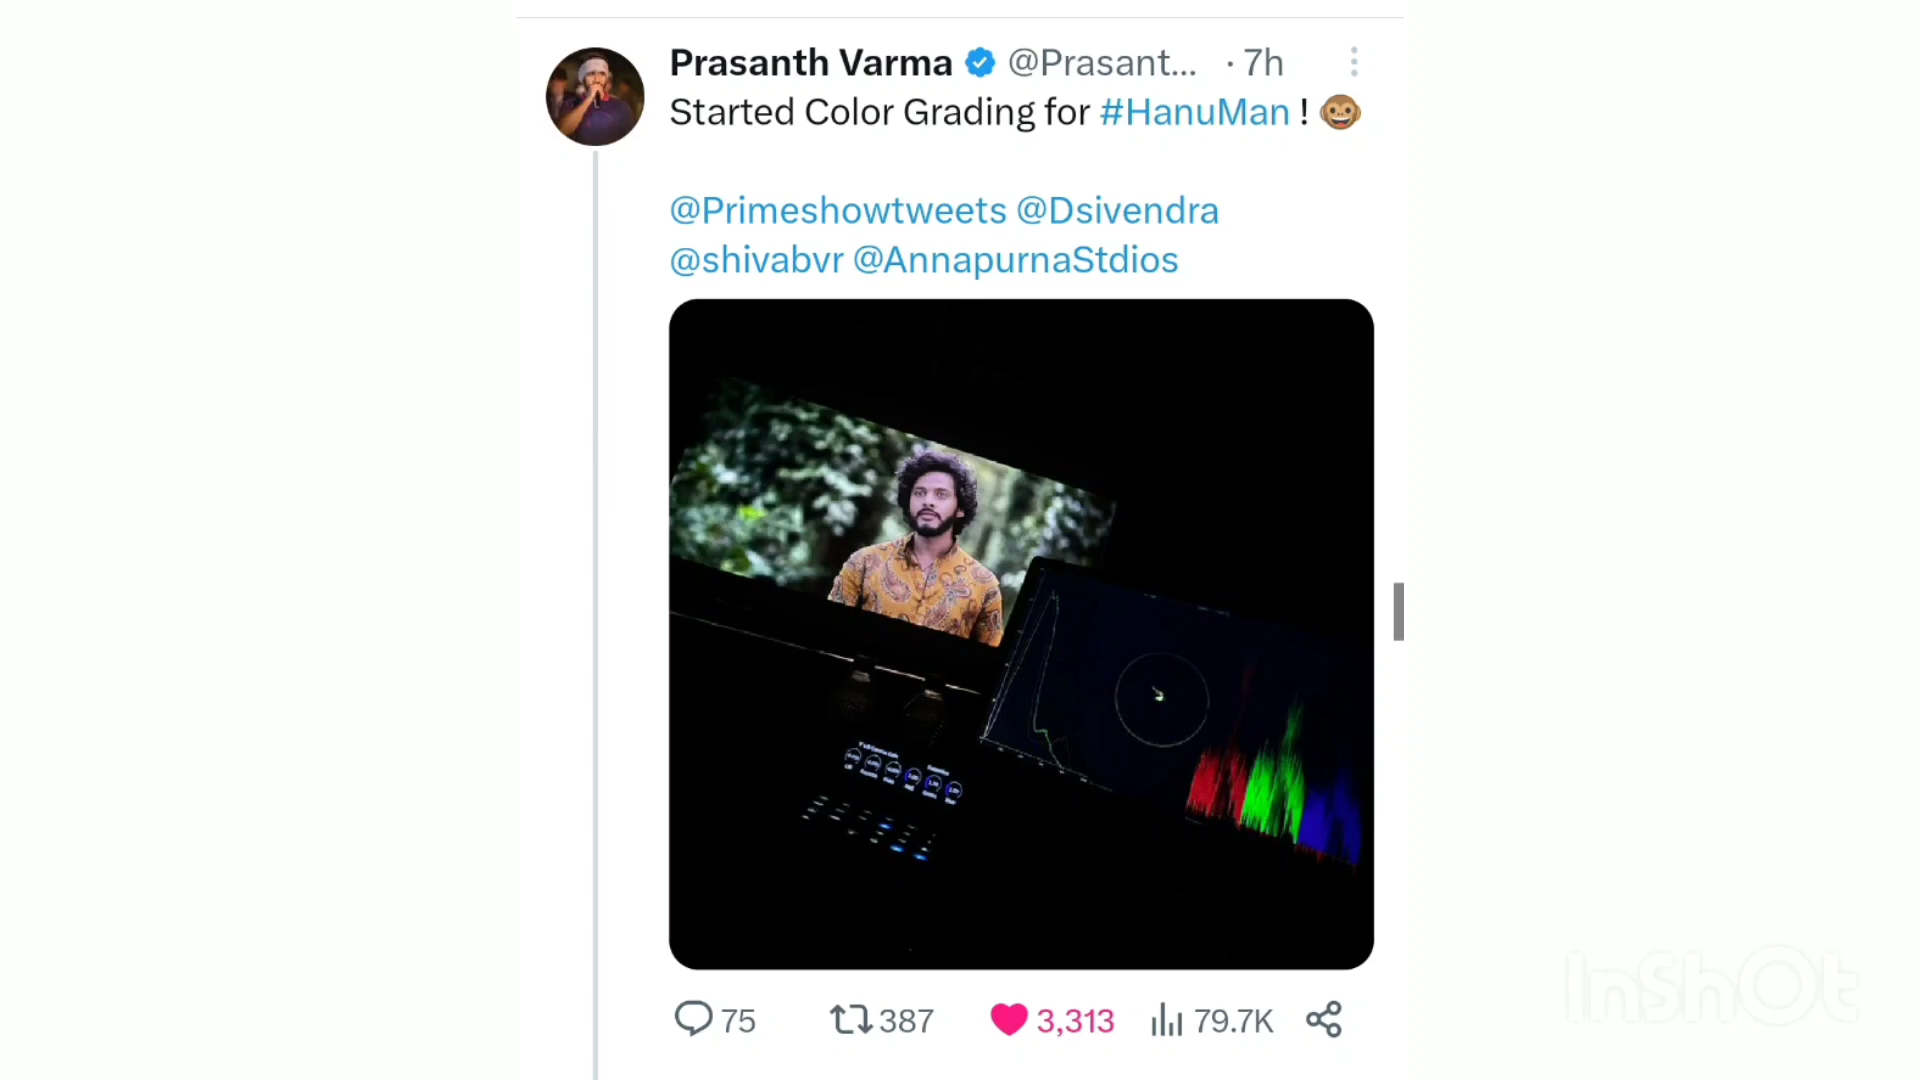 Prasanth Varma @Prasant... · 7h
Started Color Grading for #HanuMan ! 🐵
@Primeshowtweets @Dsivendra
@shivabvr @AnnapurnaStdios
75 387 3,313 79.7K
InShOt